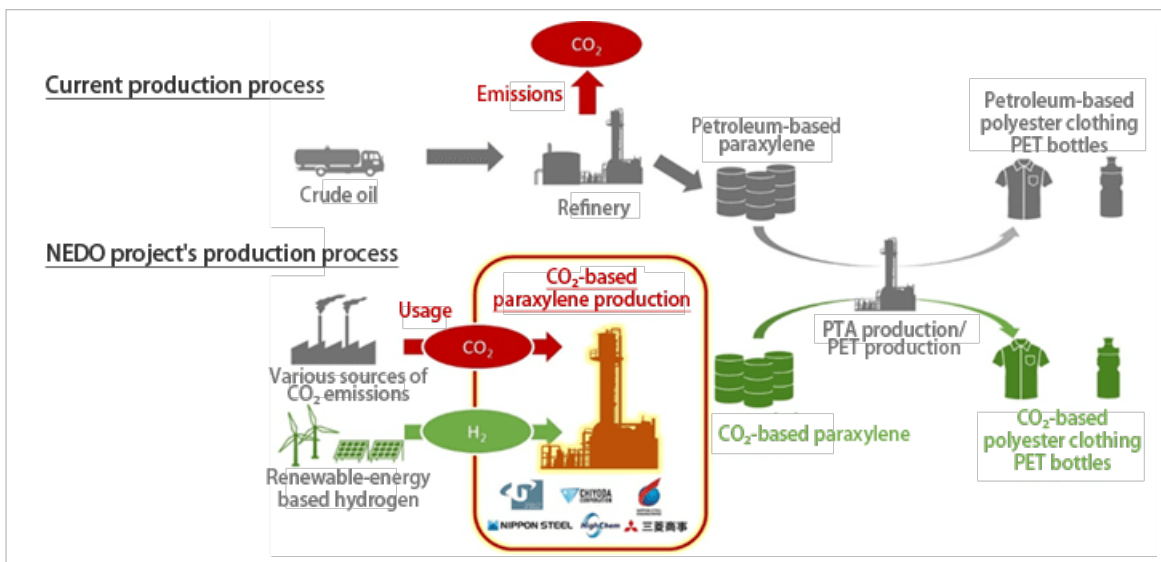 CO₂
Current production process
Emissions
Petroleum-based
paraxylene
Petroleum-based
polyester clothing
PET bottles
Crude oil
Refinery
NEDO project's production process
CO₂-based
paraxylene production
Usage
CO₂
PTA production/
PET production
Various sources of
CO₂ emissions
H₂
CO₂-based paraxylene
CO₂-based
polyester clothing
PET bottles
Renewable-energy
based hydrogen
CHIYODA
CORPORATION
NIPPON STEEL
HighChem
三菱商事